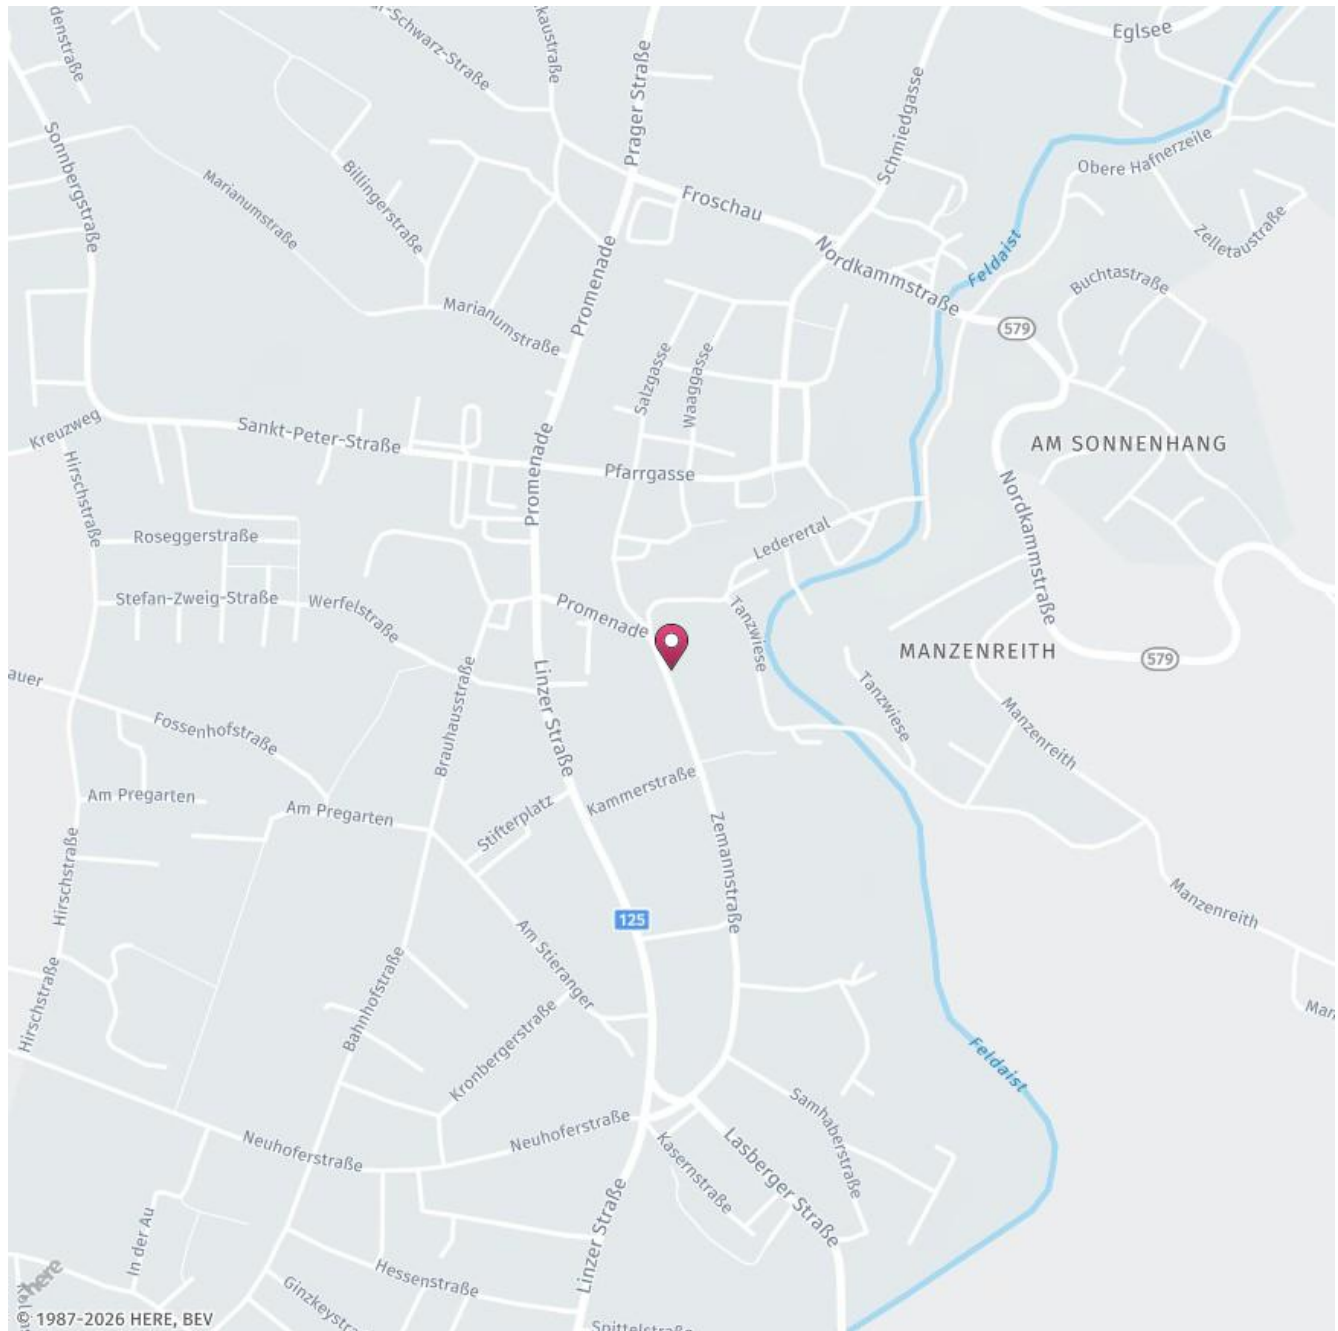 Eglsee
Prager Straße
Schmiedgasse
Sonnbergstraße
Billingerstraße
Marianumstraße
Froschau
Obere Hafnerzeile
Zelletaustraße
Nordkammstraße
Feldaist
Buchtastraße
Promenade
Marianumstraße
579
Salzgasse
Waaggasse
Kreuzweg
Sankt-Peter-Straße
Promenade
Pfarrgasse
AM SONNENHANG
Hirschstraße
Roseggerstraße
Lederertal
Nordkammstraße
Stefan-Zweig-Straße
Werfelstraße
Promenade
Tanzwiese
MANZENREITH
579
Tanzwiese
Manzenreith
Fossenhofstraße
Brauhausstraße
Linzer Straße
Am Pregarten
Am Pregarten
Stifterplatz
Kammerstraße
Zemannstraße
Hirschstraße
125
Manzenreith
Am Stieranger
Hirschstraße
Bahnhofstraße
Kronbergerstraße
Feldaist
Samhaberstraße
Neuhoferstraße
Neuhoferstraße
Kasernstraße
Lasberger Straße
In der Au
Linzer Straße
Hessenstraße
here
© 1987-2026 HERE, BEV